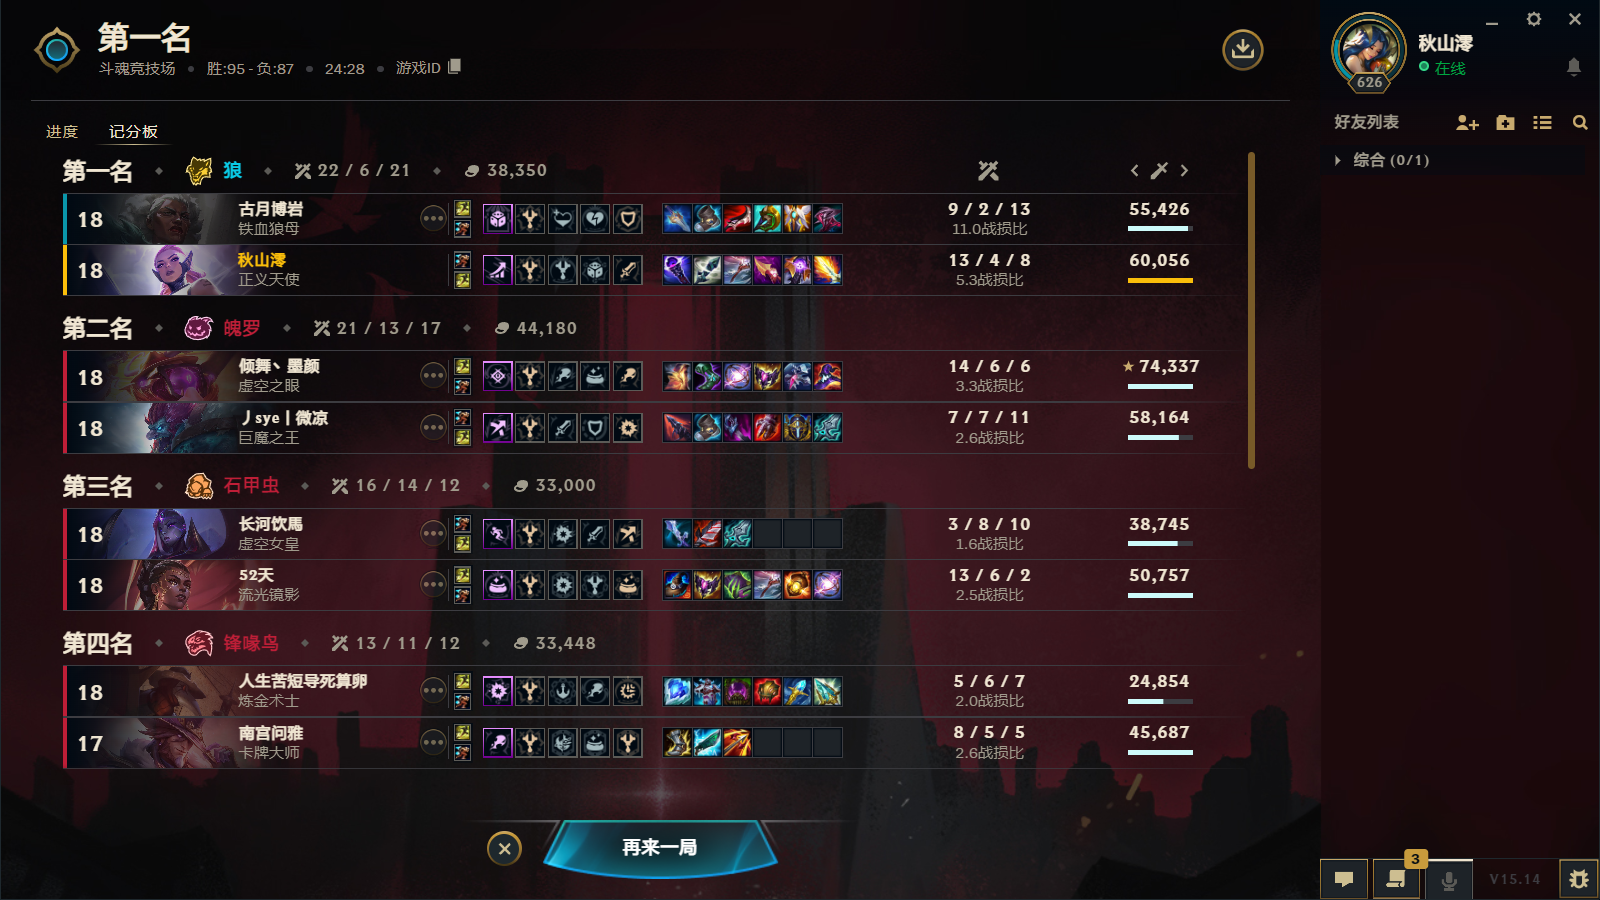 第一名
斗魂竞技场 • 胜:95 - 负:87 • 24:28 • 游戏ID
进度 记分板
第一名 狼 22 / 6 / 21 38,350
18 古月博岩 铁血狼母 9 / 2 / 13 11.0战损比 55,426
18 秋山澪 正义天使 13 / 4 / 8 5.3战损比 60,056
第二名 魄罗 21 / 13 / 17 44,180
18 倾舞丶墨颜 虚空之眼 14 / 6 / 6 3.3战损比 74,337
18 丿sye丨微凉 巨魔之王 7 / 7 / 11 2.6战损比 58,164
第三名 石甲虫 16 / 14 / 12 33,000
18 长河饮馬 虚空女皇 3 / 8 / 10 1.6战损比 38,745
18 52天 流光镜影 13 / 6 / 2 2.5战损比 50,757
第四名 锋喙鸟 13 / 11 / 12 33,448
18 人生苦短导死算卵 炼金术士 5 / 6 / 7 2.0战损比 24,854
17 南宫问雅 卡牌大师 8 / 5 / 5 2.6战损比 45,687
再来一局
秋山澪
在线
626
好友列表
综合 (0/1)
3
V15.14